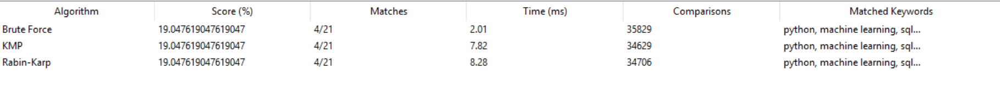 Algorithm Score (%) Matches Time (ms) Comparisons Matched Keywords
Brute Force 19.047619047619047 4/21 2.01 35829 python, machine learning, sql...
KMP 19.047619047619047 4/21 7.82 34629 python, machine learning, sql...
Rabin-Karp 19.047619047619047 4/21 8.28 34706 python, machine learning, sql...